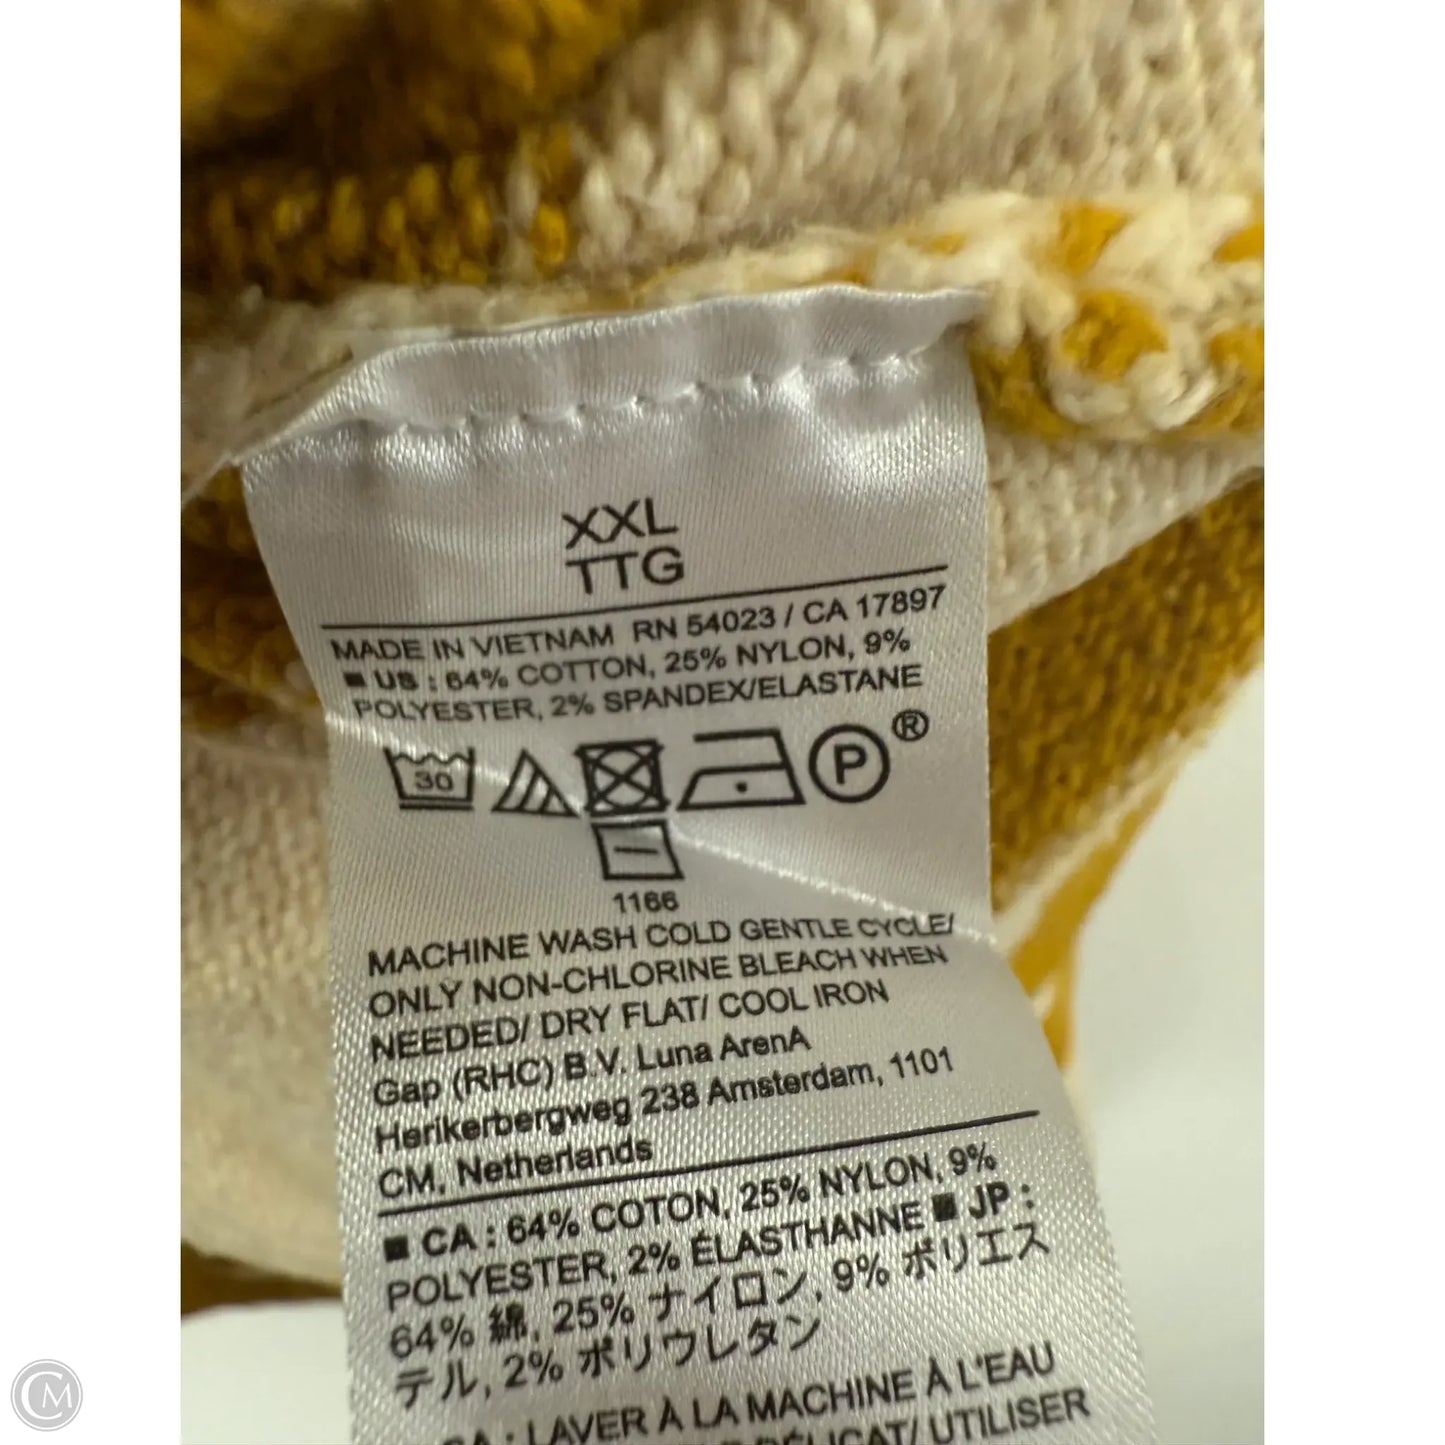 XXL
TTG
MADE IN VIETNAM RN 54023 / CA 17897
■ US : 64% COTTON, 25% NYLON, 9%
POLYESTER, 2% SPANDEX/ELASTANE
30
P
®
1166
MACHINE WASH COLD GENTLE CYCLE/
ONLY NON-CHLORINE BLEACH WHEN
NEEDED/ DRY FLAT/ COOL IRON
Gap (RHC) B.V. Luna ArenA
Herikerbergweg 238 Amsterdam, 1101
CM, Netherlands
■ CA : 64% COTON, 25% NYLON, 9%
POLYESTER, 2% ÉLASTHANNE ■ JP :
64% 綿, 25% ナイロン, 9% ポリエス
テル, 2% ポリウレタン
CA : LAVER À LA MACHINE À L'EAU
DÉLICAT/ UTILISER
CM